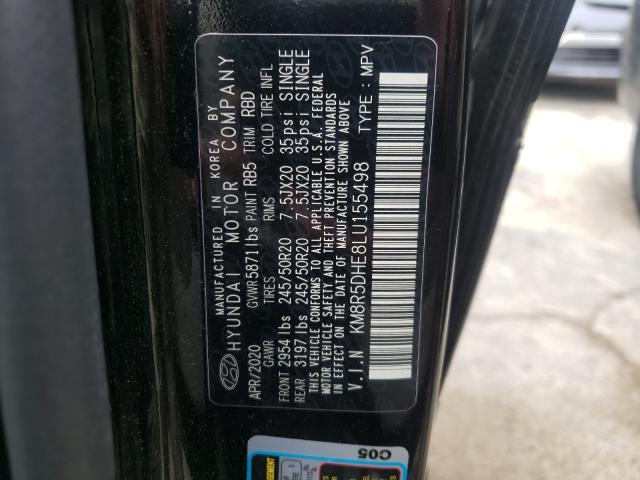 MANUFACTURED IN KOREA BY
HYUNDAI MOTOR COMPANY
APR/2020 GVWR 5871 lbs PAINT RB5 TRIM RBD
GAWR TIRES RIMS COLD TIRE INFL
FRONT 2954 lbs 245/50R20 7.5JX20 35psi SINGLE
REAR 3197 lbs 245/50R20 7.5JX20 35psi SINGLE
THIS VEHICLE CONFORMS TO ALL APPLICABLE U.S.A. FEDERAL
MOTOR VEHICLE SAFETY AND THEFT PREVENTION STANDARDS
IN EFFECT ON THE DATE OF MANUFACTURE SHOWN ABOVE.
V.I.N KM8R5DHE8LU155498 TYPE : MPV
C05